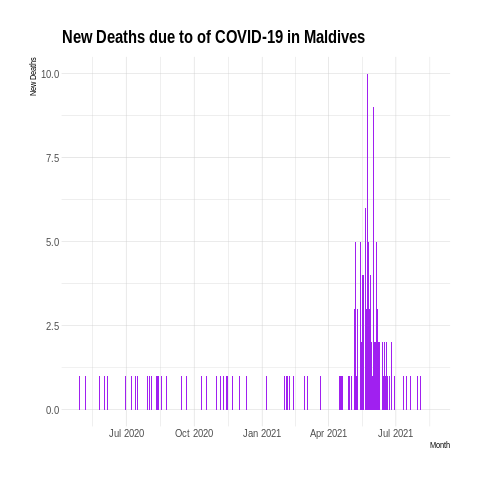 New Deaths due to of COVID-19 in Maldives
New Deaths
10.0
7.5
5.0
2.5
0.0
Jul 2020 Oct 2020 Jan 2021 Apr 2021 Jul 2021
Month